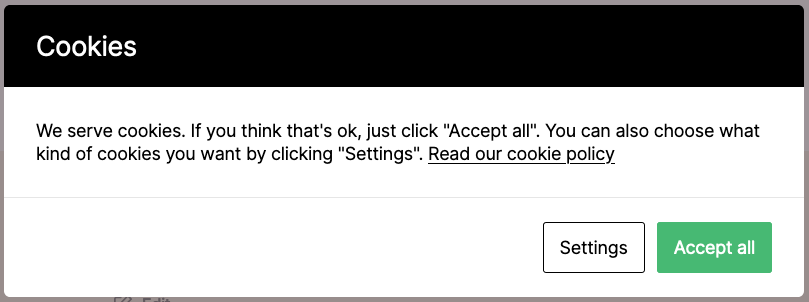 Cookies
We serve cookies. If you think that's ok, just click "Accept all". You can also choose what
kind of cookies you want by clicking "Settings". Read our cookie policy
Settings
Accept all